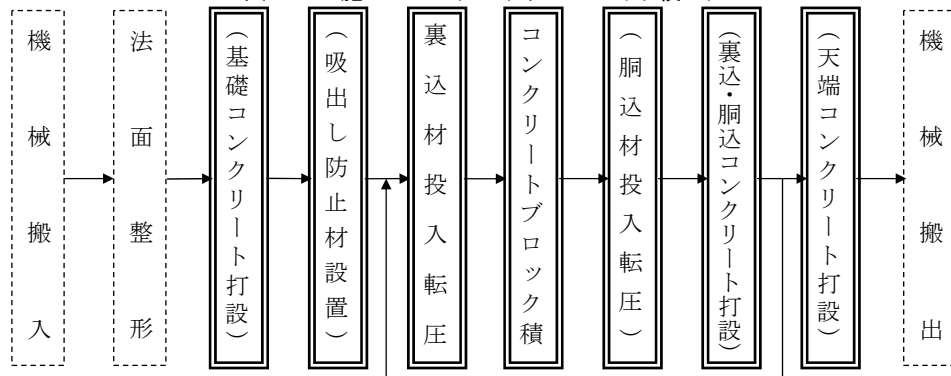 機械搬入
法面整形
（基礎コンクリート打設）
（吸出し防止材設置）
裏込材投入転圧
コンクリートブロック積
（胴込材投入転圧）
（裏込・胴込コンクリート打設）
（天端コンクリート打設）
機械搬出